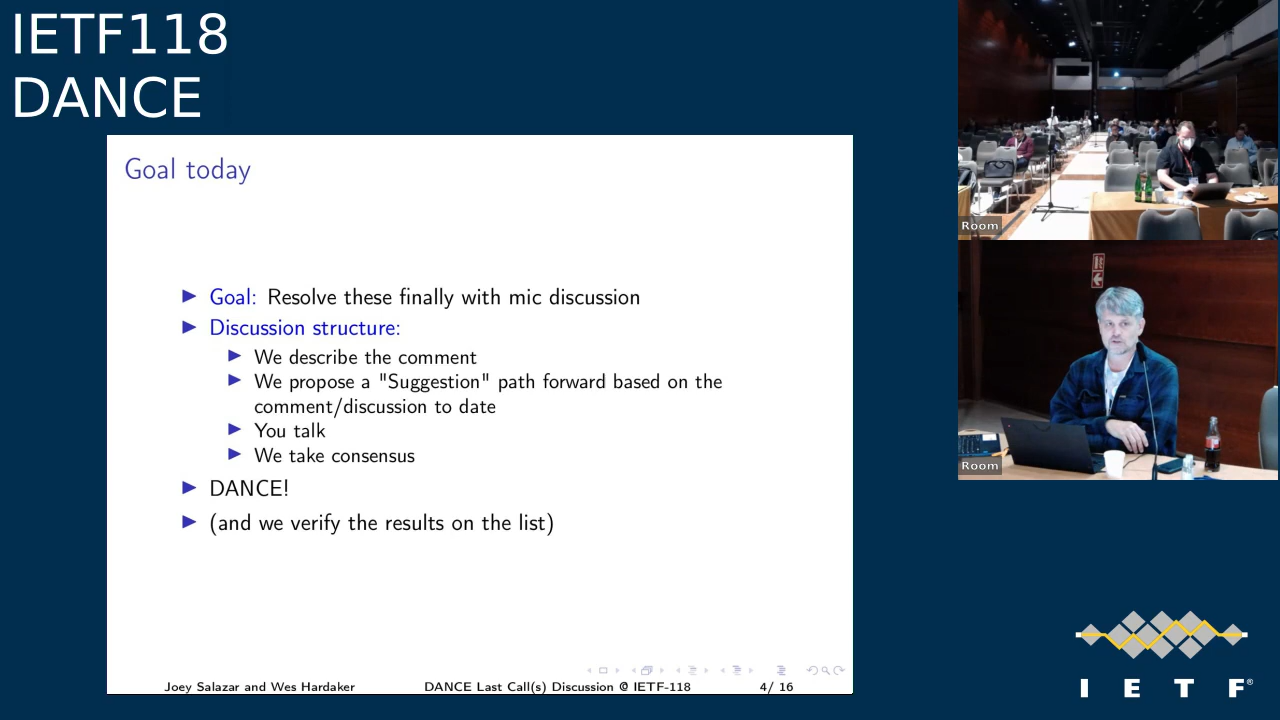 IETF118
DANCE
Goal today
Goal: Resolve these finally with mic discussion
Discussion structure:
We describe the comment
We propose a "Suggestion" path forward based on the
comment/discussion to date
You talk
We take consensus
DANCE!
(and we verify the results on the list)
Joey Salazar and Wes Hardaker
DANCE Last Call(s) Discussion @ IETF-118
4/ 16
Room
Room
I E T F®